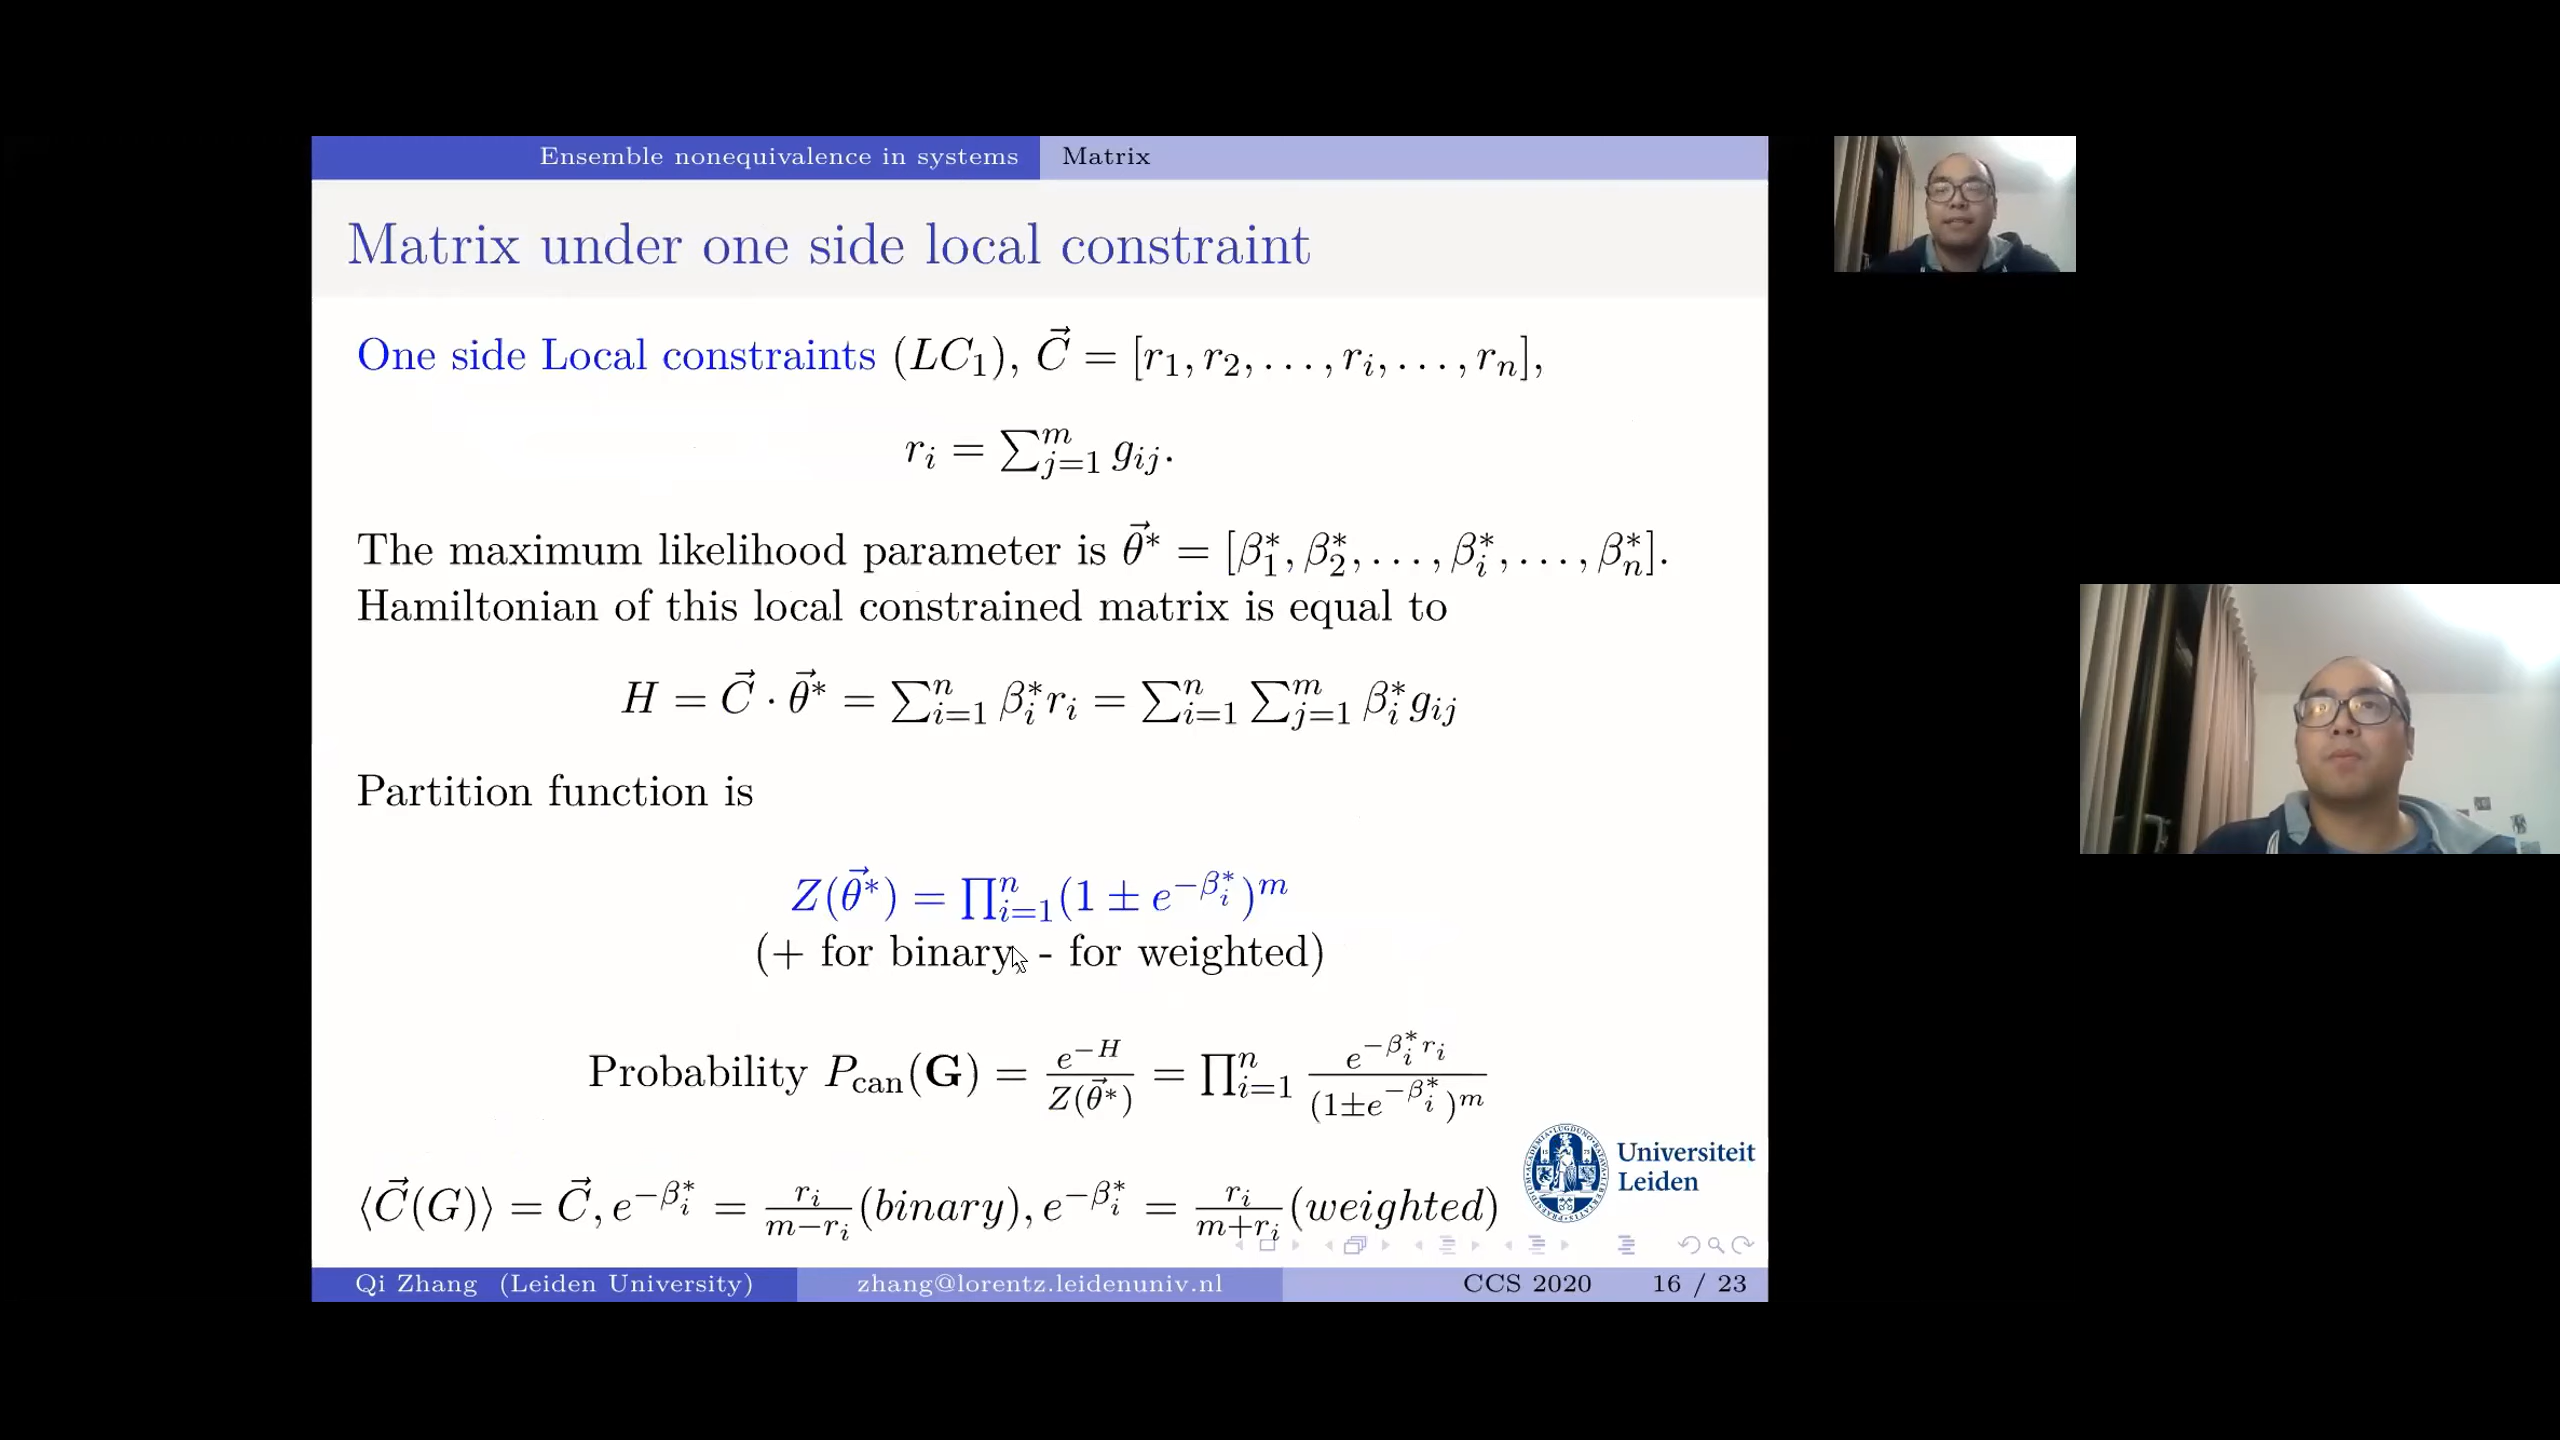 Ensemble nonequivalence in systems Matrix
Matrix under one side local constraint
One side Local constraints (LC₁), C⃗ = [r₁, r₂, . . . , rᵢ, . . . , rₙ],
rᵢ = ∑ⱼ₌₁ᵐ gᵢⱼ.
The maximum likelihood parameter is θ⃗* = [β₁*, β₂*, . . . , βᵢ*, . . . , βₙ*].
Hamiltonian of this local constrained matrix is equal to
H = C⃗ · θ⃗* = ∑ᵢ₌₁ⁿ βᵢ* rᵢ = ∑ᵢ₌₁ⁿ ∑ⱼ₌₁ᵐ βᵢ* gᵢⱼ
Partition function is
Z(θ⃗*) = ∏ᵢ₌₁ⁿ (1 ± e^{-βᵢ*})ᵐ
(+ for binary, - for weighted)
Probability P_can(G) = e^{-H} / Z(θ⃗*) = ∏ᵢ₌₁ⁿ e^{-βᵢ* rᵢ} / (1±e^{-βᵢ*})ᵐ
⟨C⃗(G)⟩ = C⃗, e^{-βᵢ*} = rᵢ/(m−rᵢ) (binary), e^{-βᵢ*} = rᵢ/(m+rᵢ) (weighted)
Universiteit
Leiden
Qi Zhang (Leiden University) zhang@lorentz.leidenuniv.nl CCS 2020 16 / 23